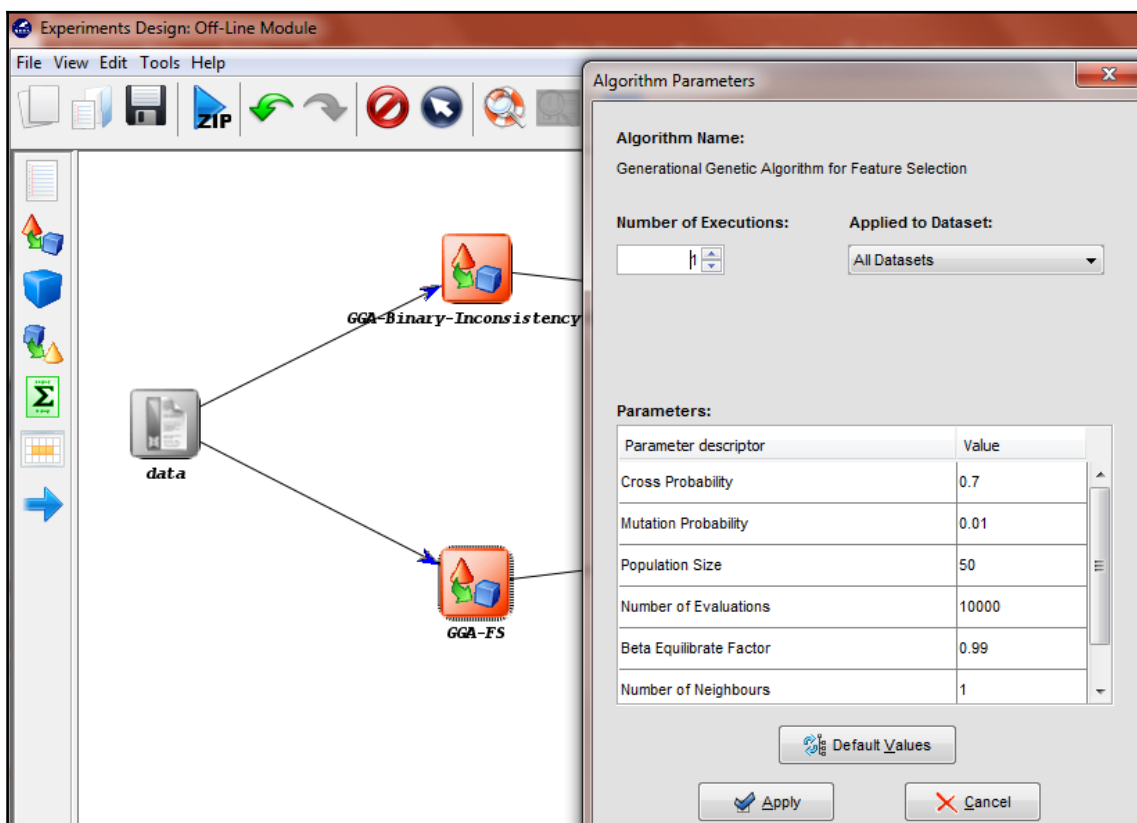 Experiments Design: Off-Line Module
File View Edit Tools Help
ZIP
GGA-Binary-Inconsistency
data
GGA-FS
Σ
Algorithm Parameters
Algorithm Name:
Generational Genetic Algorithm for Feature Selection
Number of Executions: Applied to Dataset:
1 All Datasets
Parameters:
Parameter descriptor Value
Cross Probability 0.7
Mutation Probability 0.01
Population Size 50
Number of Evaluations 10000
Beta Equilibrate Factor 0.99
Number of Neighbours 1
Default Values
Apply Cancel